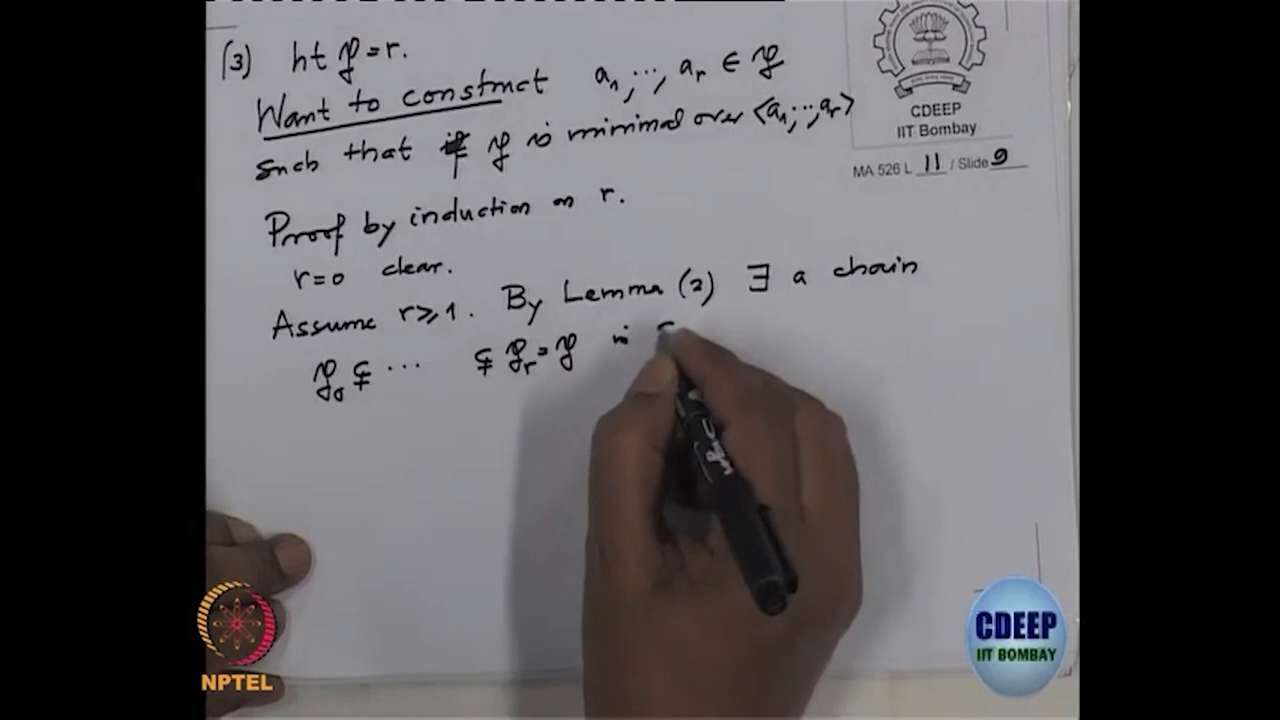 (3) ht 𝔭 = r.
Want to construct a₁, ..., aᵣ ∈ 𝔭
such that 𝔭 is minimal over <a₁, ..., aᵣ>
Proof by induction on r.
r=0 clear.
Assume r ≥ 1. By Lemma (2) ∃ a chain
𝔭₀ ⊊ ... ⊊ 𝔭ᵣ = 𝔭 in
CDEEP
IIT Bombay
MA 526 L 11 / Slide 9
NPTEL
CDEEP
IIT BOMBAY